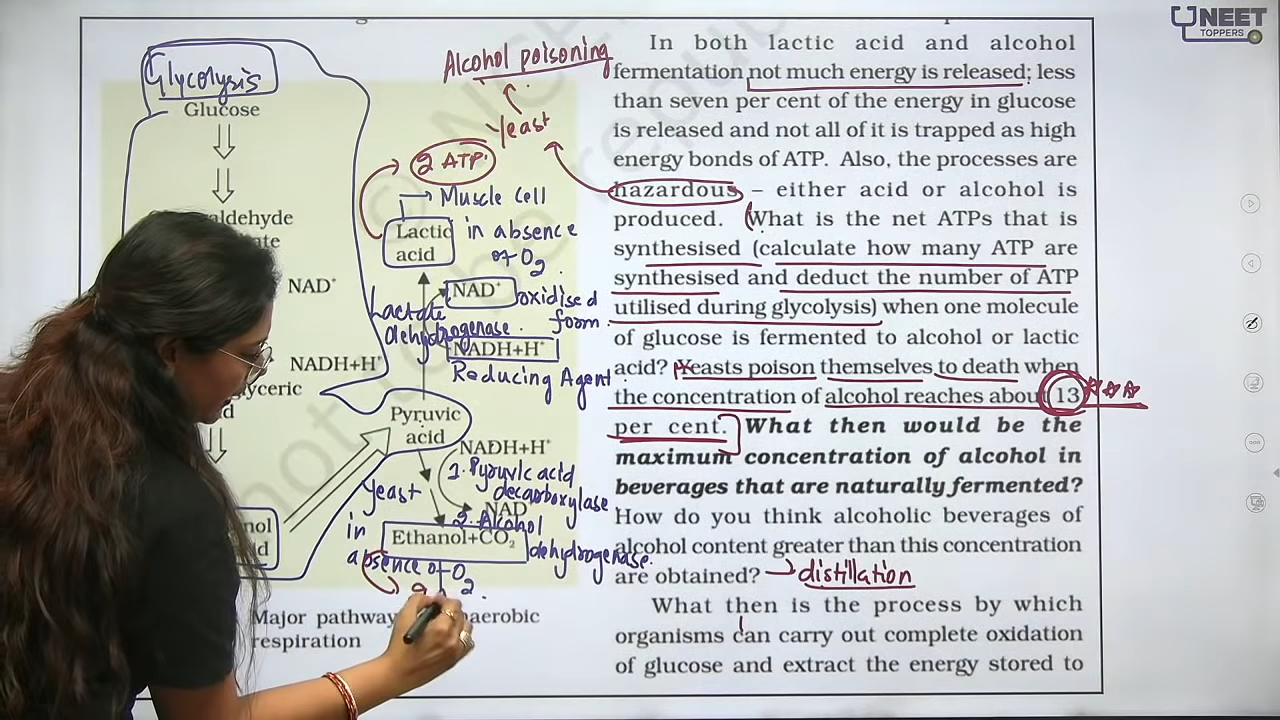 UNEET
TOPPERS
Glycolysis
Glucose
aldehyde
NAD⁺
NADH+H⁺
glyceric
Alcohol poisoning
Yeast
2 ATP
Muscle cell
Lactic
acid
in absence
of O₂.
NAD⁺
oxidised
form.
Lactate
dehydrogenase.
NADH+H⁺
Reducing Agent
Pyruvic
acid
NADH+H⁺
1. Pyruvic acid
decarboxylase
NAD⁺
2. Alcohol
dehydrogenase.
Yeast
in
absence of O₂.
Ethanol+CO₂
Major pathway
aerobic
respiration
In both lactic acid and alcohol
fermentation not much energy is released; less
than seven per cent of the energy in glucose
is released and not all of it is trapped as high
energy bonds of ATP. Also, the processes are
hazardous – either acid or alcohol is
produced. What is the net ATPs that is
synthesised (calculate how many ATP are
synthesised and deduct the number of ATP
utilised during glycolysis) when one molecule
of glucose is fermented to alcohol or lactic
acid? Yeasts poison themselves to death when
the concentration of alcohol reaches about 13
per cent. What then would be the
maximum concentration of alcohol in
beverages that are naturally fermented?
How do you think alcoholic beverages of
alcohol content greater than this concentration
are obtained? → distillation
What then is the process by which
organisms can carry out complete oxidation
of glucose and extract the energy stored to